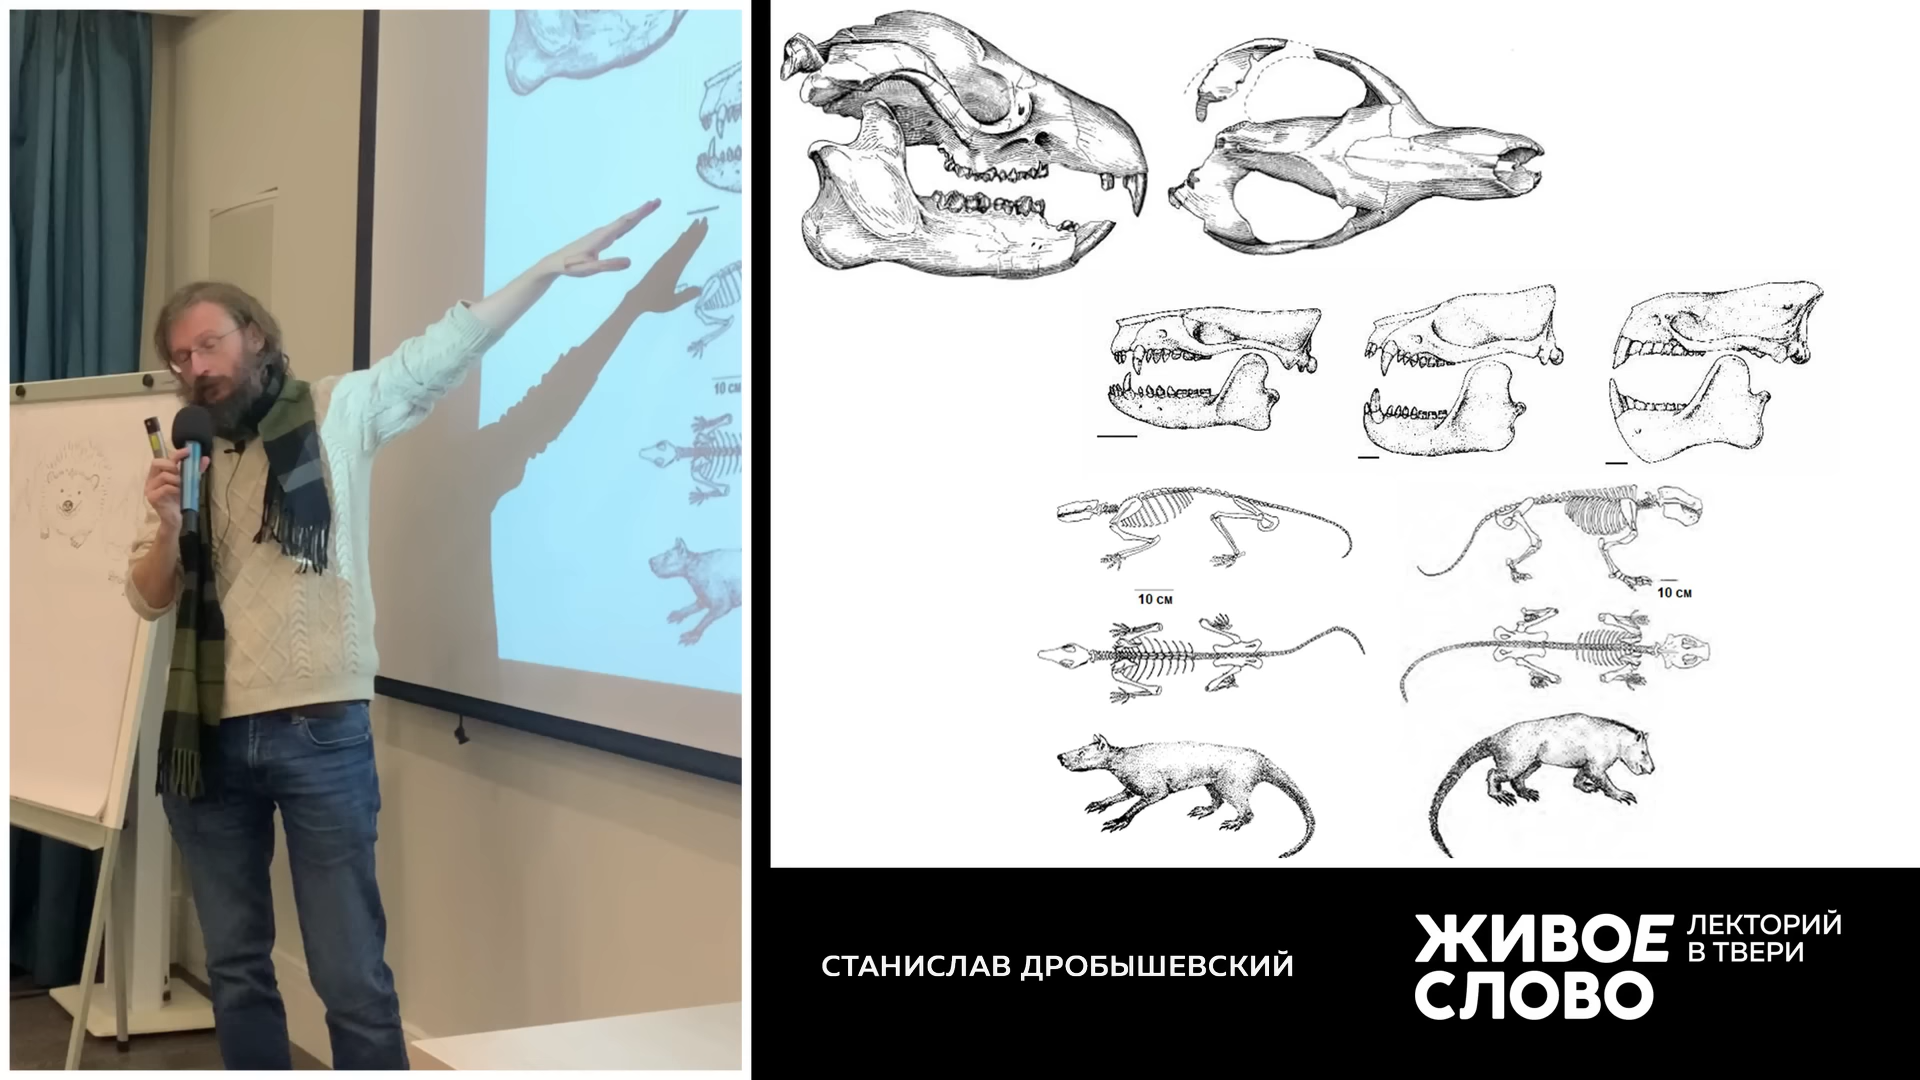 10 см
10 см
10 см
СТАНИСЛАВ ДРОБЫШЕВСКИЙ
ЖИВОЕ
СЛОВО
ЛЕКТОРИЙ
В ТВЕРИ